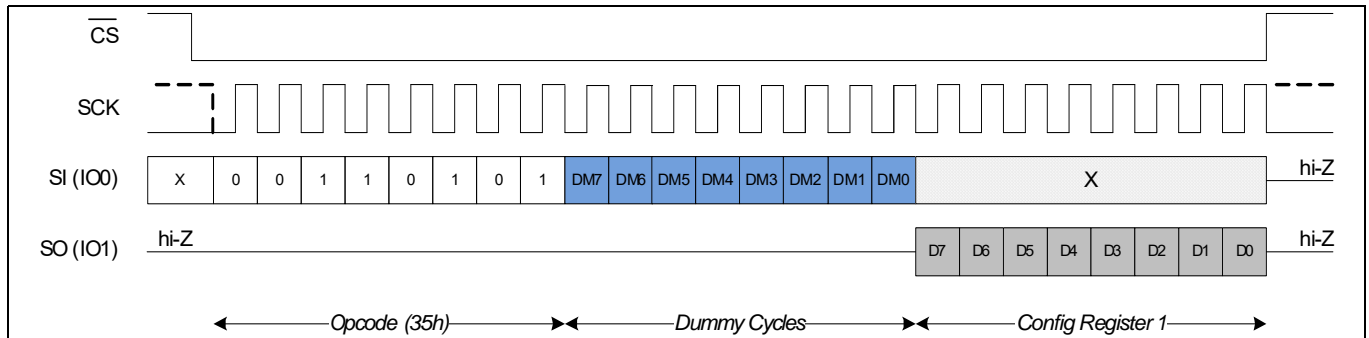 CS
SCK
SI (IO0) X 0 0 1 1 0 1 0 1 DM7 DM6 DM5 DM4 DM3 DM2 DM1 DM0 X hi-Z
SO (IO1) hi-Z D7 D6 D5 D4 D3 D2 D1 D0 hi-Z
Opcode (35h) Dummy Cycles Config Register 1